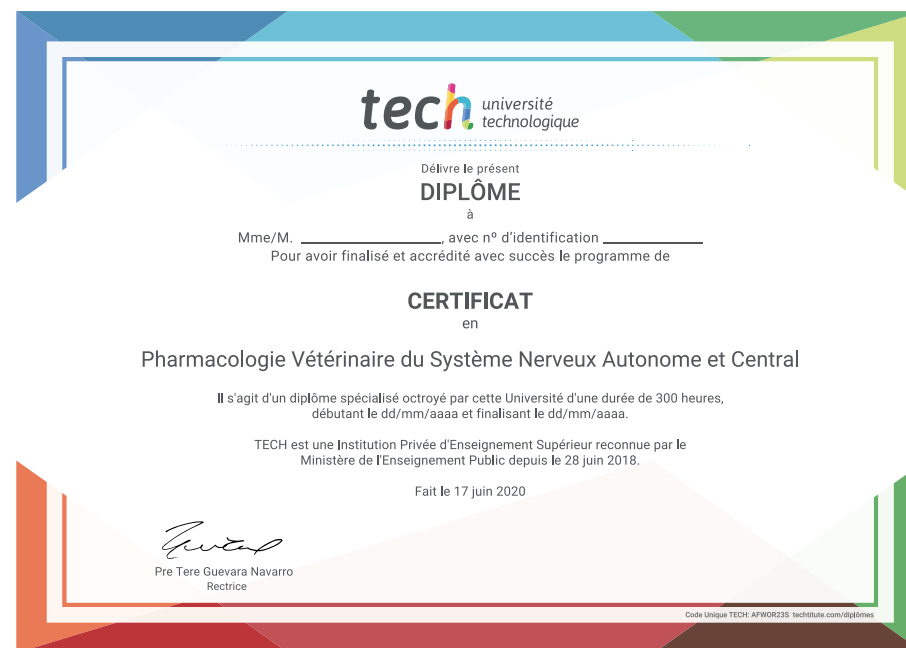 tech université
technologique
Délivre le présent
DIPLÔME
à
Mme/M. ____________________, avec nº d'identification ______________
Pour avoir finalisé et accrédité avec succès le programme de
CERTIFICAT
en
Pharmacologie Vétérinaire du Système Nerveux Autonome et Central
Il s'agit d'un diplôme spécialisé octroyé par cette Université d'une durée de 300 heures,
débutant le dd/mm/aaaa et finalisant le dd/mm/aaaa.
TECH est une Institution Privée d'Enseignement Supérieur reconnue par le
Ministère de l'Enseignement Public depuis le 28 juin 2018.
Fait le 17 juin 2020
Pre Tere Guevara Navarro
Rectrice
Code Unique TECH: AFWOR23S techtitute.com/diplômes